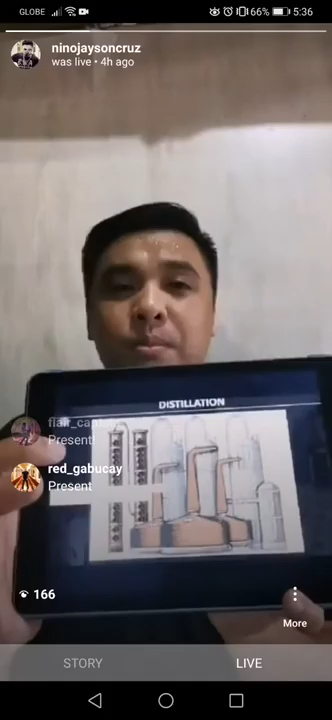 GLOBE 66% 5:36
ninojaysoncruz
was live • 4h ago
DISTILLATION
Present
red_gabucay
Present
166
More
STORY LIVE